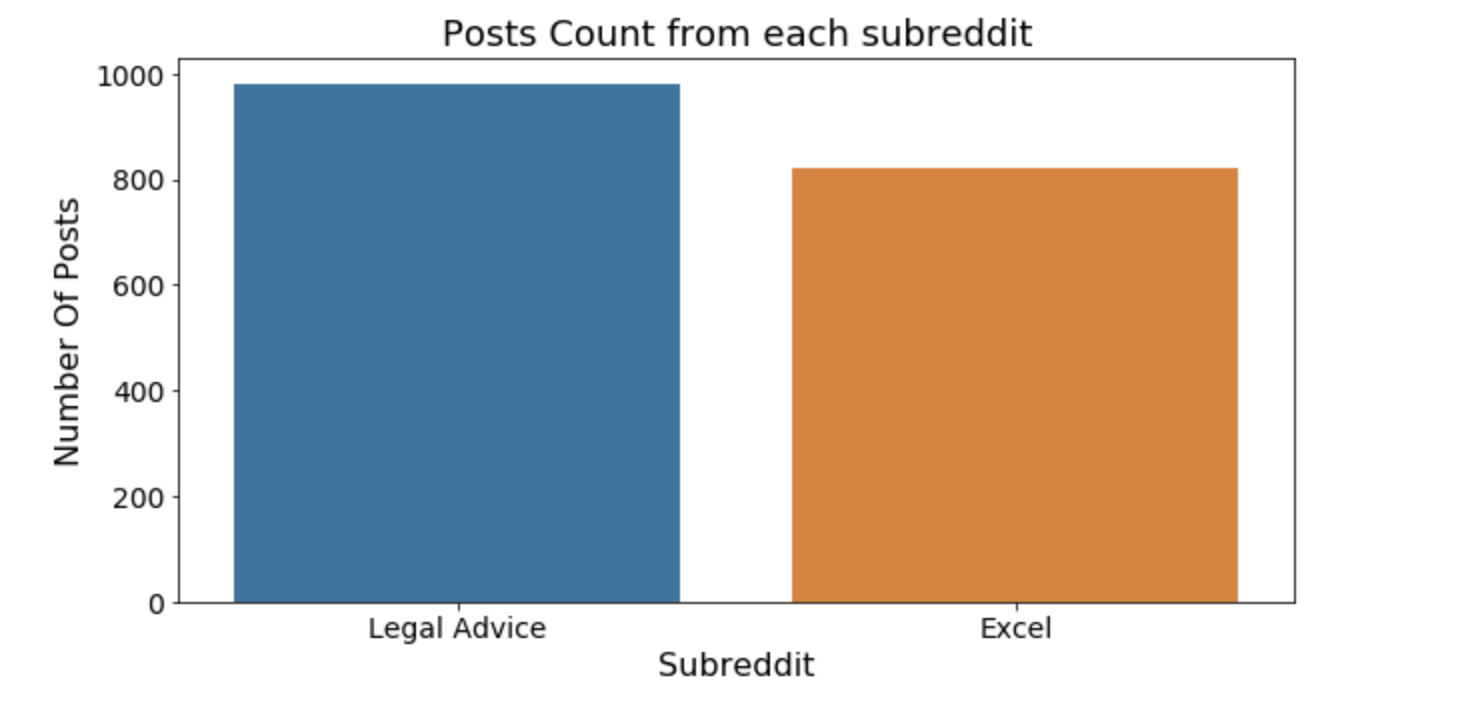 Posts Count from each subreddit
1000
800
600
400
200
0
Number Of Posts
Legal Advice
Excel
Subreddit